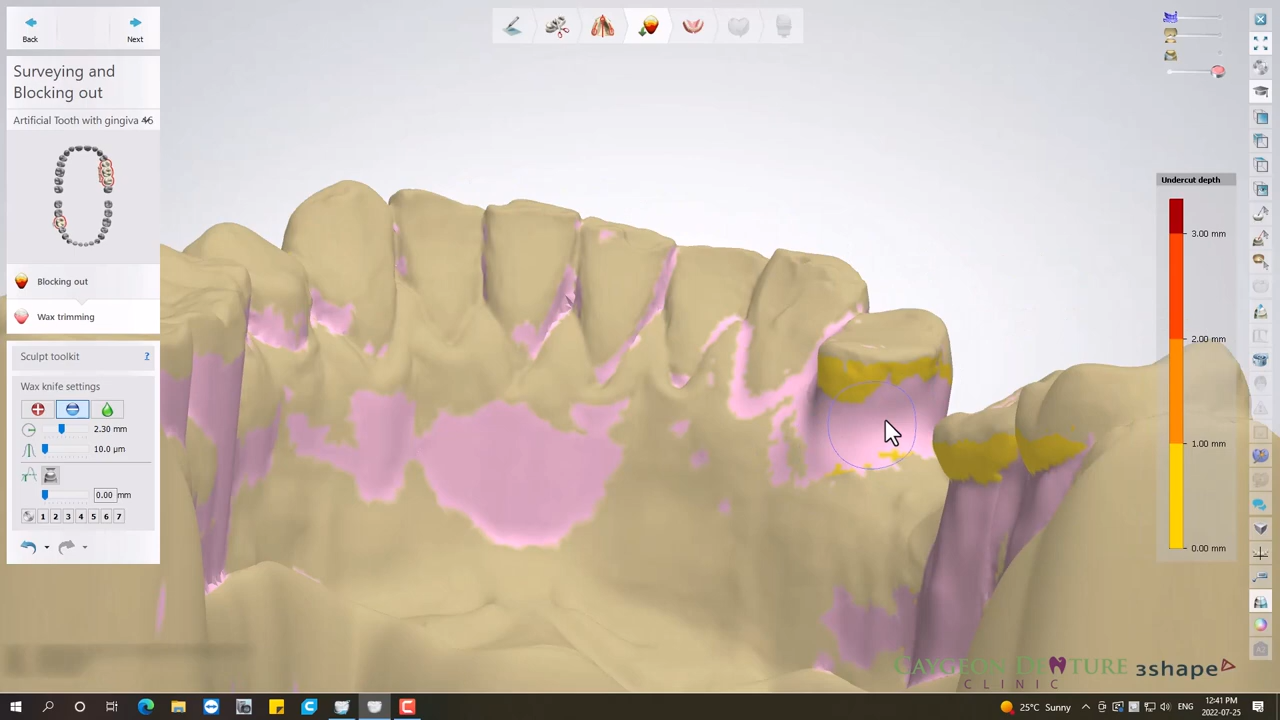 Back
Next
Surveying and
Blocking out
Artificial Tooth with gingiva 46
Blocking out
Wax trimming
Sculpt toolkit
?
Wax knife settings
2.30 mm
10.0 µm
0.00 mm
1 2 3 4 5 6 7
Undercut depth
3.00 mm
2.00 mm
1.00 mm
0.00 mm
CAYGEON DENTURE
CLINIC
3shape
25°C Sunny
12:41 PM
2022-07-25